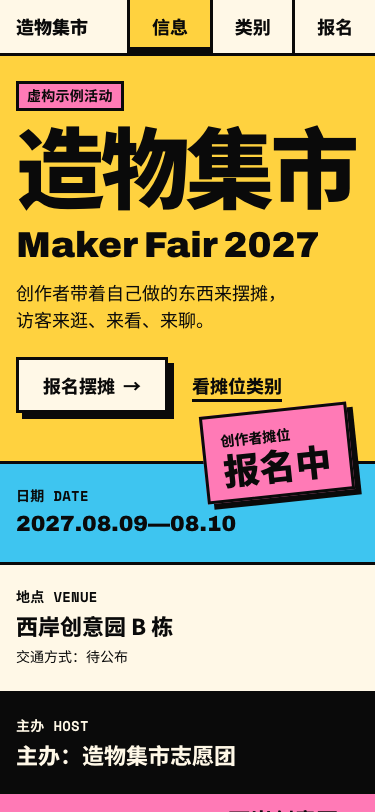 造物集市
信息
类别
报名
虚构示例活动
造物集市
Maker Fair 2027
创作者带着自己做的东西来摆摊，
访客来逛、来看、来聊。
报名摆摊 →
看摊位类别
创作者摊位
报名中
日期 DATE
2027.08.09—08.10
地点 VENUE
西岸创意园 B 栋
交通方式：待公布
主办 HOST
主办：造物集市志愿团